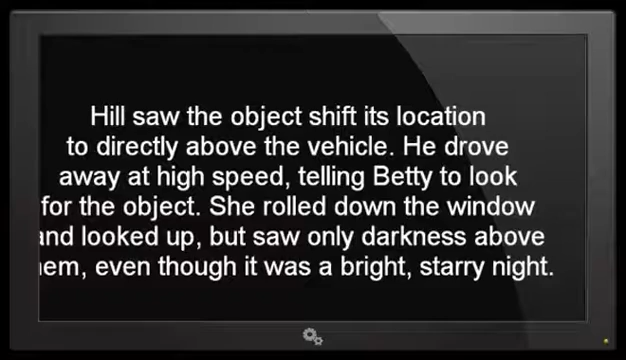 Hill saw the object shift its location
to directly above the vehicle. He drove
away at high speed, telling Betty to look
for the object. She rolled down the window
looked up, but saw only darkness above
even though it was a bright, starry night.